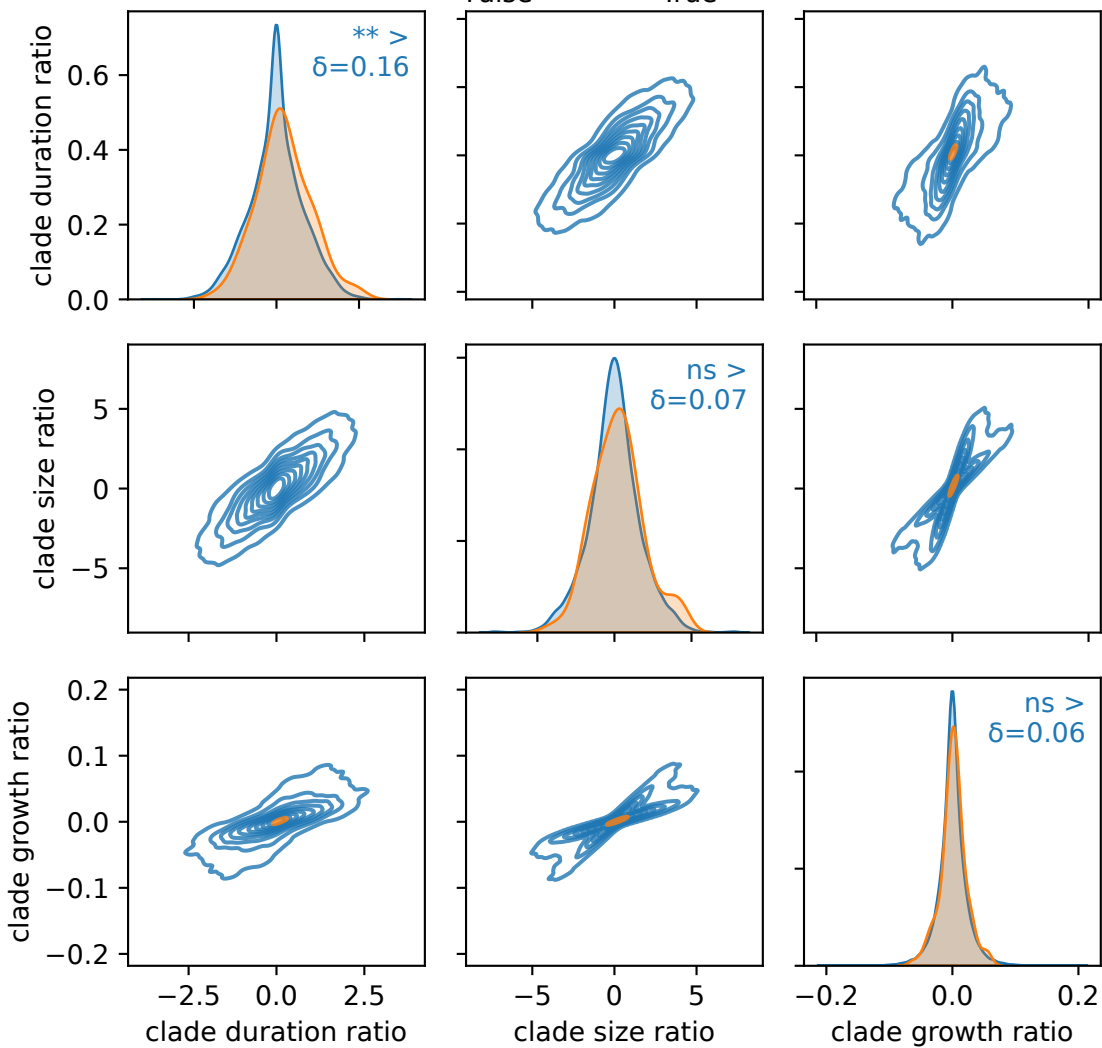 False True
clade duration ratio
0.6
0.4
0.2
0.0
** >
δ=0.16
clade size ratio
5
0
−5
ns >
δ=0.07
clade growth ratio
0.2
0.1
0.0
−0.1
−0.2
ns >
δ=0.06
−2.5 0.0 2.5
−5 0 5
−0.2 0.0 0.2
clade duration ratio
clade size ratio
clade growth ratio